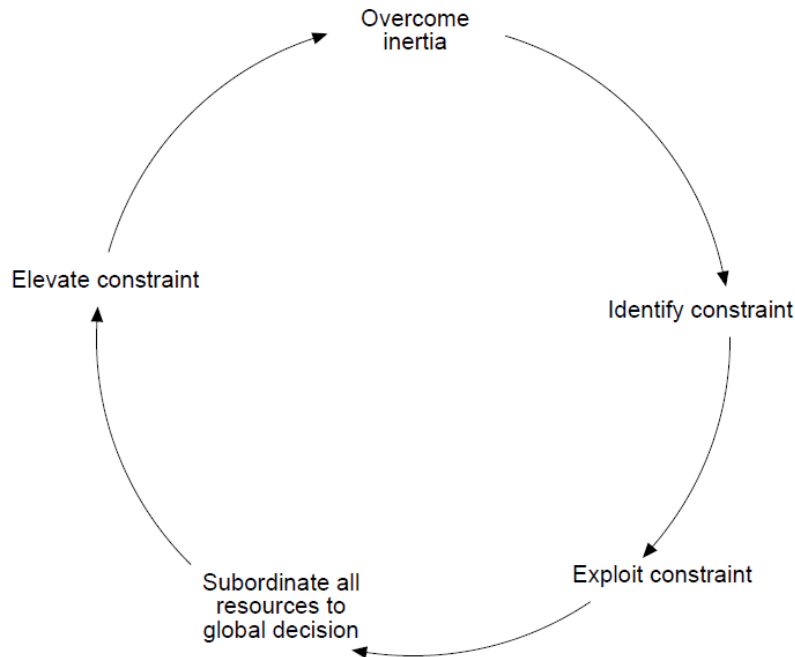 Overcome
inertia
Identify constraint
Exploit constraint
Subordinate all
resources to
global decision
Elevate constraint